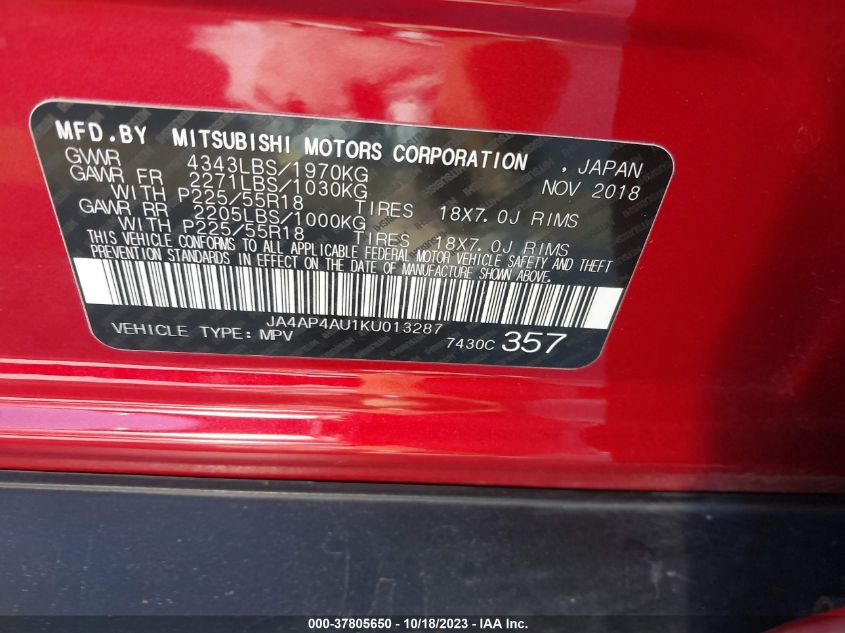 MFD.BY MITSUBISHI MOTORS CORPORATION , JAPAN
GVWR 4343LBS/1970KG NOV 2018
GAWR FR 2271LBS/1030KG
WITH P225/55R18 TIRES 18X7.0J RIMS
GAWR RR 2205LBS/1000KG
WITH P225/55R18 TIRES 18X7.0J RIMS
THIS VEHICLE CONFORMS TO ALL APPLICABLE FEDERAL MOTOR VEHICLE SAFETY AND THEFT
PREVENTION STANDARDS IN EFFECT ON THE DATE OF MANUFACTURE SHOWN ABOVE.
JA4AP4AU1KU013287
VEHICLE TYPE: MPV 7430C 357
000-37805650 - 10/18/2023 - IAA Inc.